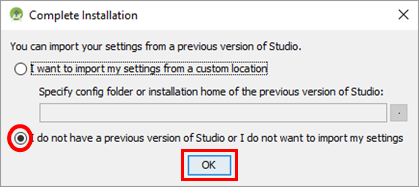 Complete Installation
You can import your settings from a previous version of Studio.
I want to import my settings from a custom location
Specify config folder or installation home of the previous version of Studio:
.
I do not have a previous version of Studio or I do not want to import my settings
OK